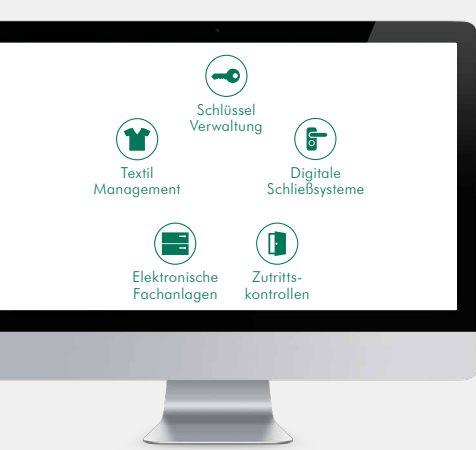 Schlüssel
Verwaltung
Textil
Management
Digitale
Schließsysteme
Elektronische
Fachanlagen
Zutritts-
kontrollen